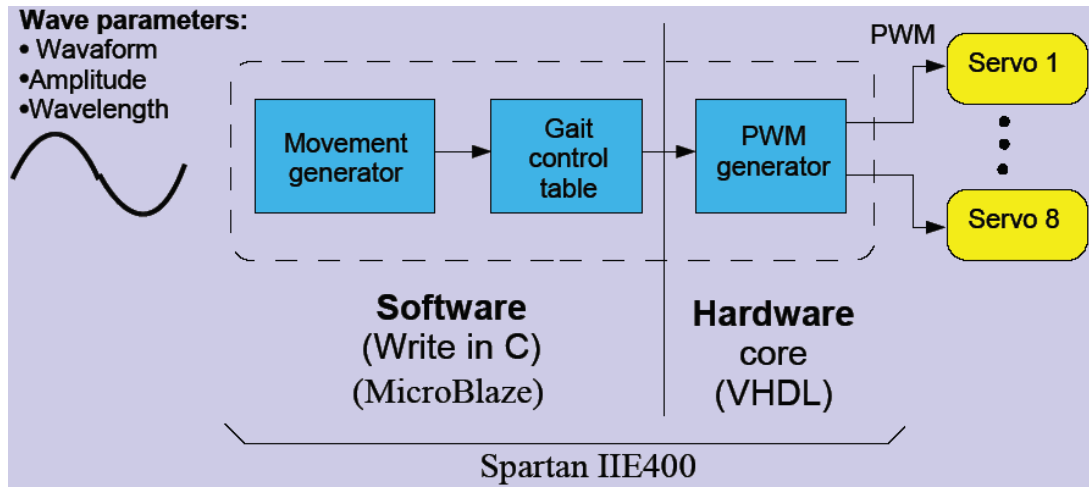 Wave parameters:
• Wavaform
•Amplitude
•Wavelength
PWM
Servo 1
Movement
generator
Gait
control
table
PWM
generator
Servo 8
Software
(Write in C)
(MicroBlaze)
Hardware
core
(VHDL)
Spartan IIE400